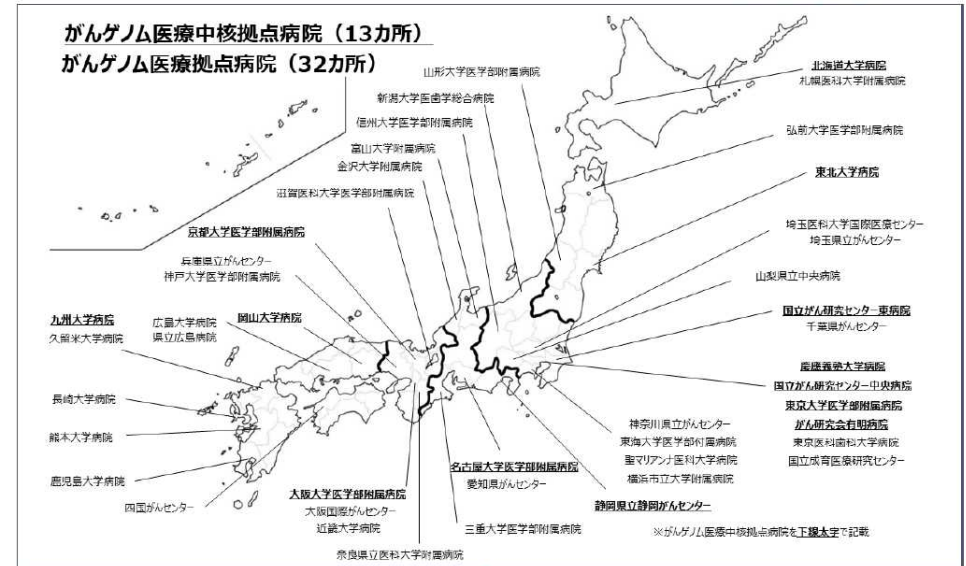 がんゲノム医療中核拠点病院（13カ所）
がんゲノム医療拠点病院（32カ所）
山形大学医学部附属病院
新潟大学医歯学総合病院
信州大学医学部附属病院
富山大学附属病院
金沢大学附属病院
滋賀医科大学医学部附属病院
京都大学医学部附属病院
兵庫県立がんセンター
神戸大学医学部附属病院
岡山大学病院
広島大学病院
県立広島病院
九州大学病院
久留米大学病院
長崎大学病院
熊本大学病院
鹿児島大学病院
四国がんセンター
大阪大学医学部附属病院
大阪国際がんセンター
近畿大学病院
奈良県立医科大学附属病院
三重大学医学部附属病院
名古屋大学医学部附属病院
愛知県がんセンター
静岡県立静岡がんセンター
神奈川県立がんセンター
東海大学医学部付属病院
聖マリアンナ医科大学病院
横浜市立大学附属病院
北海道大学病院
札幌医科大学附属病院
弘前大学医学部附属病院
東北大学病院
埼玉医科大学国際医療センター
埼玉県立がんセンター
山梨県立中央病院
国立がん研究センター東病院
千葉県がんセンター
慶應義塾大学病院
国立がん研究センター中央病院
東京大学医学部附属病院
がん研究会有明病院
東京医科歯科大学病院
国立成育医療研究センター
※がんゲノム医療中核拠点病院を下線太字で記載